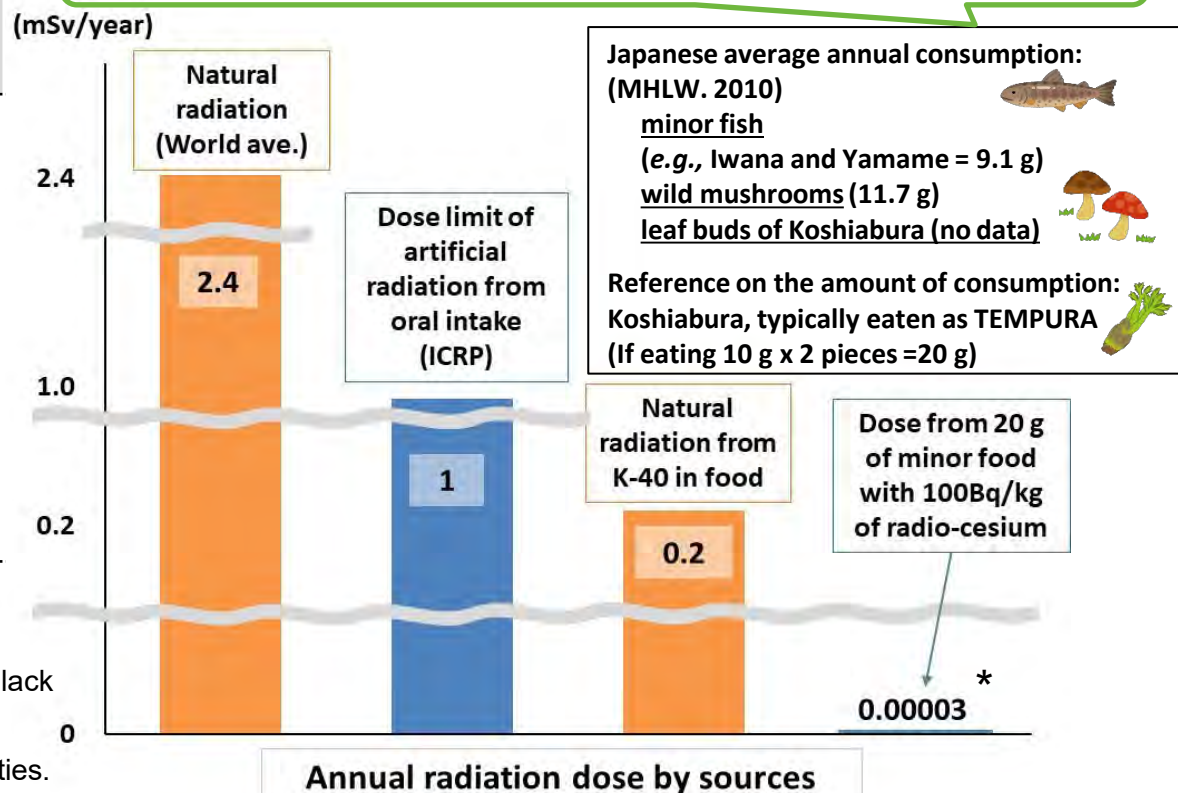 (mSv/year)
Natural
radiation
(World ave.)
2.4
2.4
Dose limit of
artificial
radiation from
oral intake
(ICRP)
1.0
1
Natural
radiation from
K-40 in food
0.2
0.2
Dose from 20 g
of minor food
with 100Bq/kg
of radio-cesium
0.00003 *
0
Annual radiation dose by sources
Japanese average annual consumption:
(MHLW. 2010)
minor fish
(e.g., Iwana and Yamame = 9.1 g)
wild mushrooms (11.7 g)
leaf buds of Koshiabura (no data)
Reference on the amount of consumption:
Koshiabura, typically eaten as TEMPURA
(If eating 10 g x 2 pieces =20 g)
lack
ties.